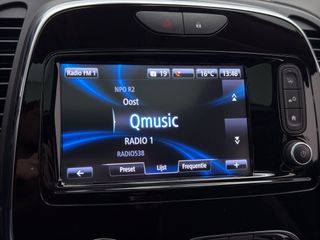 Radio FM 1 19 16°C 13:46
NPO R2
Oost
Qmusic
RADIO 1
RADIO538
Preset Lijst Frequentie +